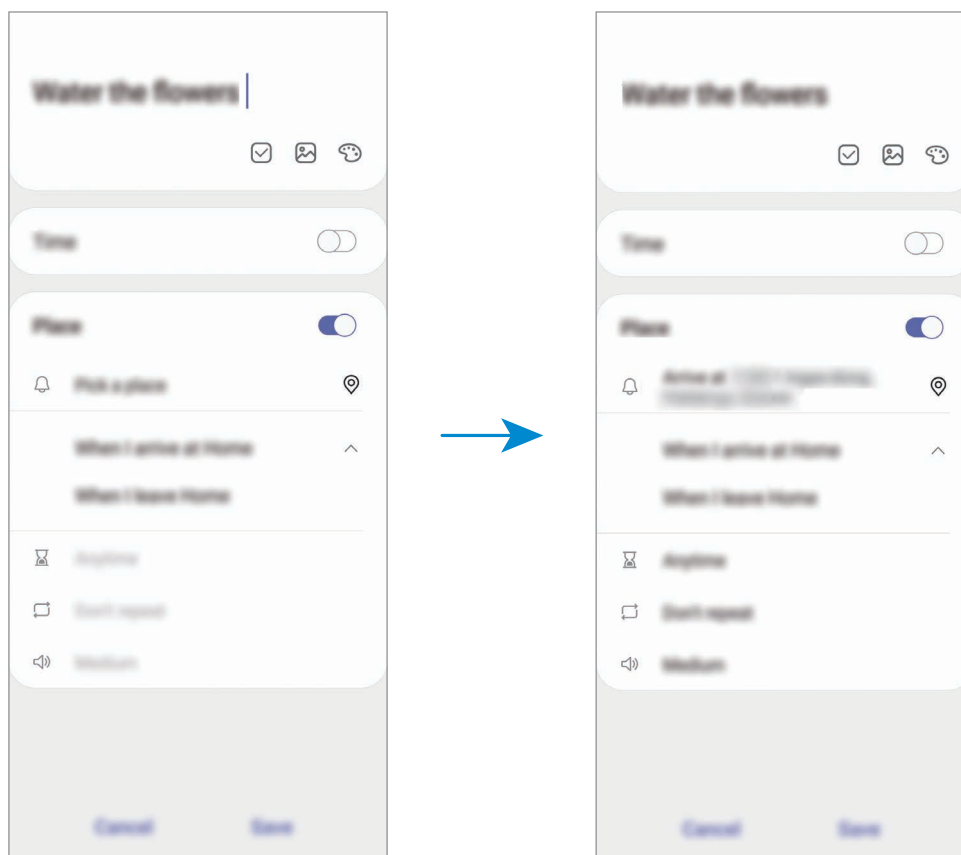 Water the flowers
Time
Place
Pick a place
When I arrive at Home
When I leave Home
Anytime
Don't repeat
Medium
Cancel Save
Water the flowers
Time
Place
Arrive at
When I arrive at Home
When I leave Home
Anytime
Don't repeat
Medium
Cancel Save